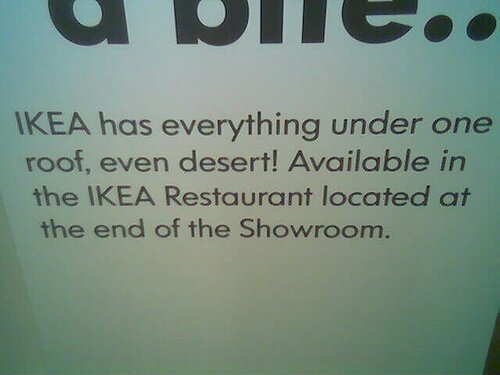 a bite..
IKEA has everything under one
roof, even desert! Available in
the IKEA Restaurant located at
the end of the Showroom.